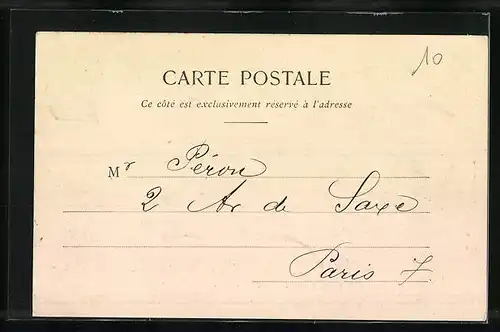 10
CARTE POSTALE
Ce côté est exclusivement réservé à l'adresse
Mr Péron
2 Av de Saxe
Paris 7